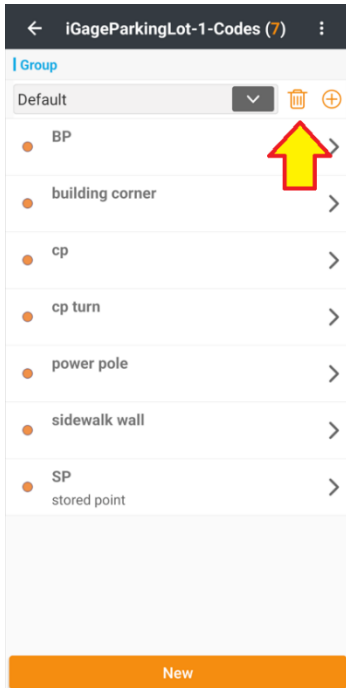 iGageParkingLot-1-Codes (7)
Group
Default
BP
building corner
cp
cp turn
power pole
sidewalk wall
SP
stored point
New